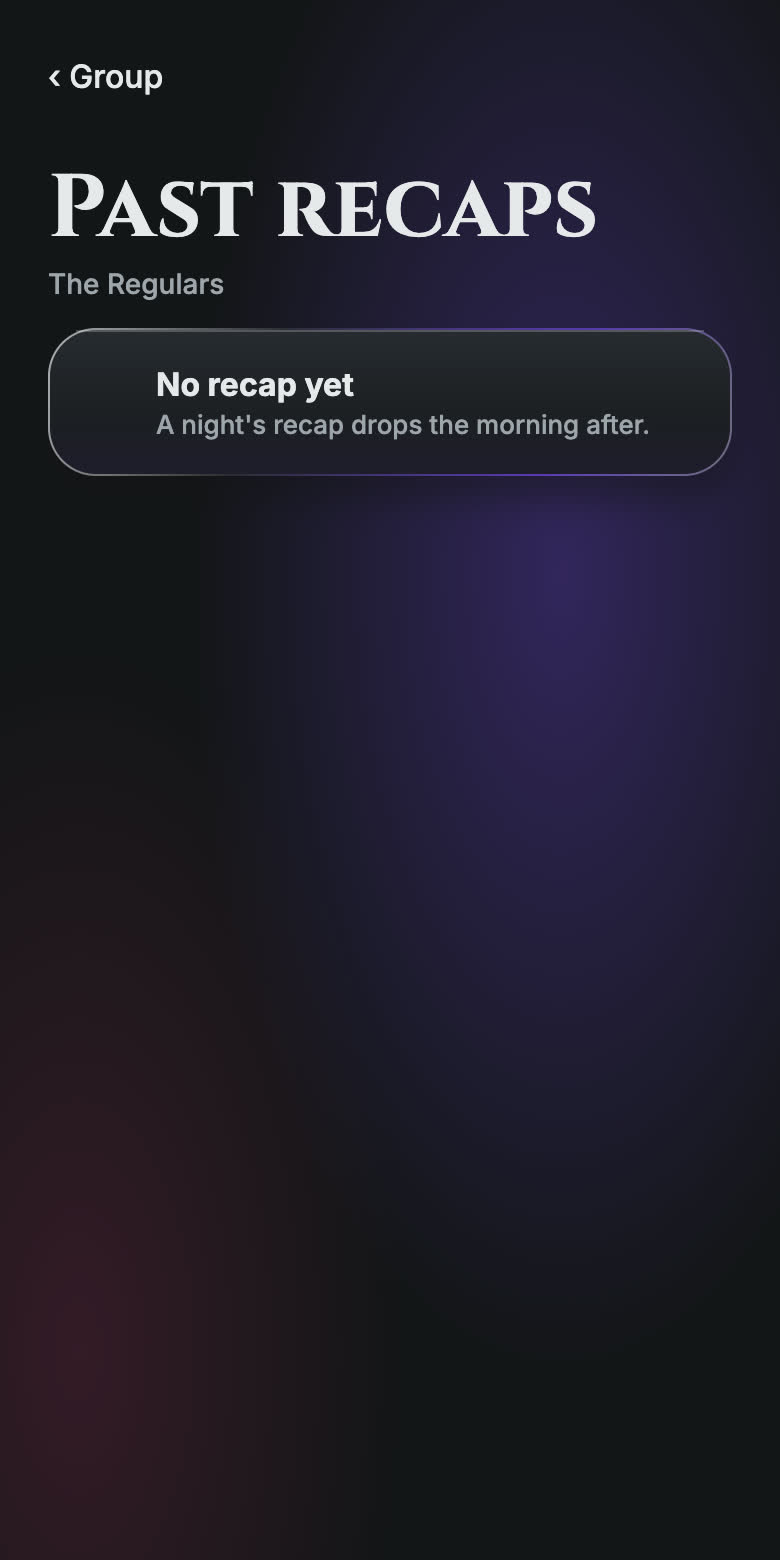 ‹ Group
Past recaps
The Regulars
No recap yet
A night's recap drops the morning after.